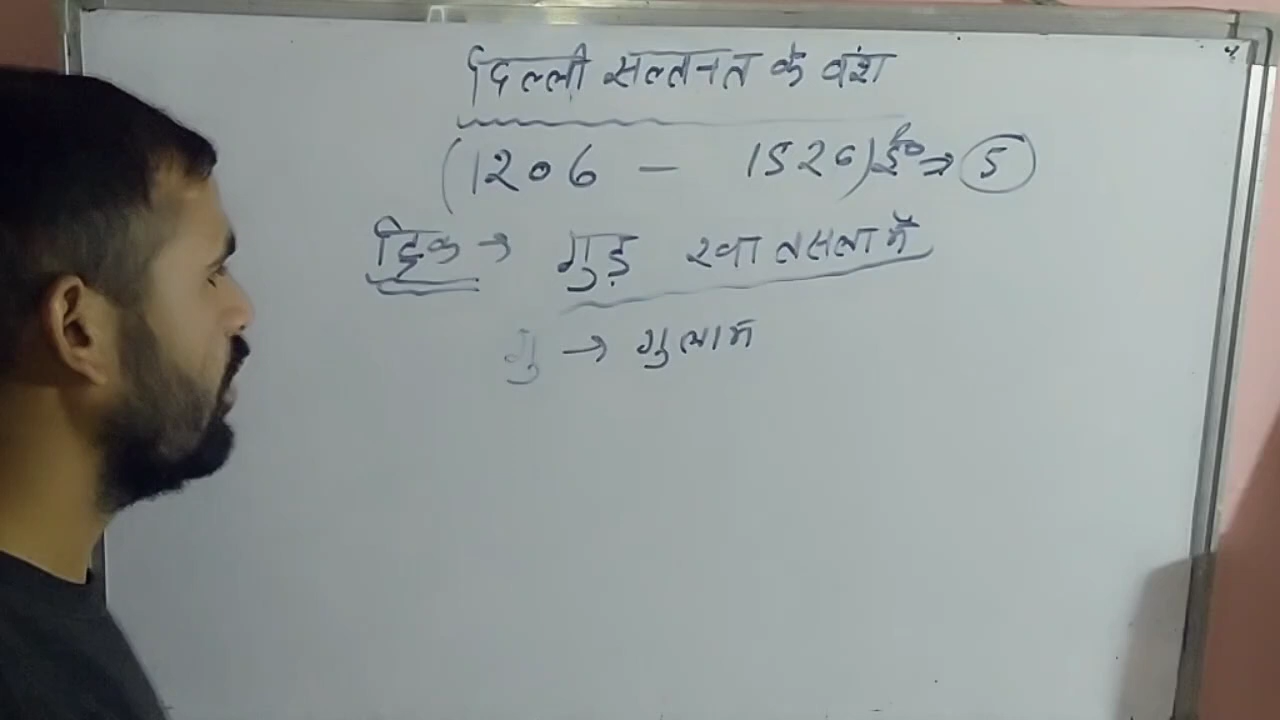 दिल्ली सल्तनत के वंश
(1206 - 1526) ई० → 5
ट्रिक → गुड़ खा तसला में
गु → गुलाम